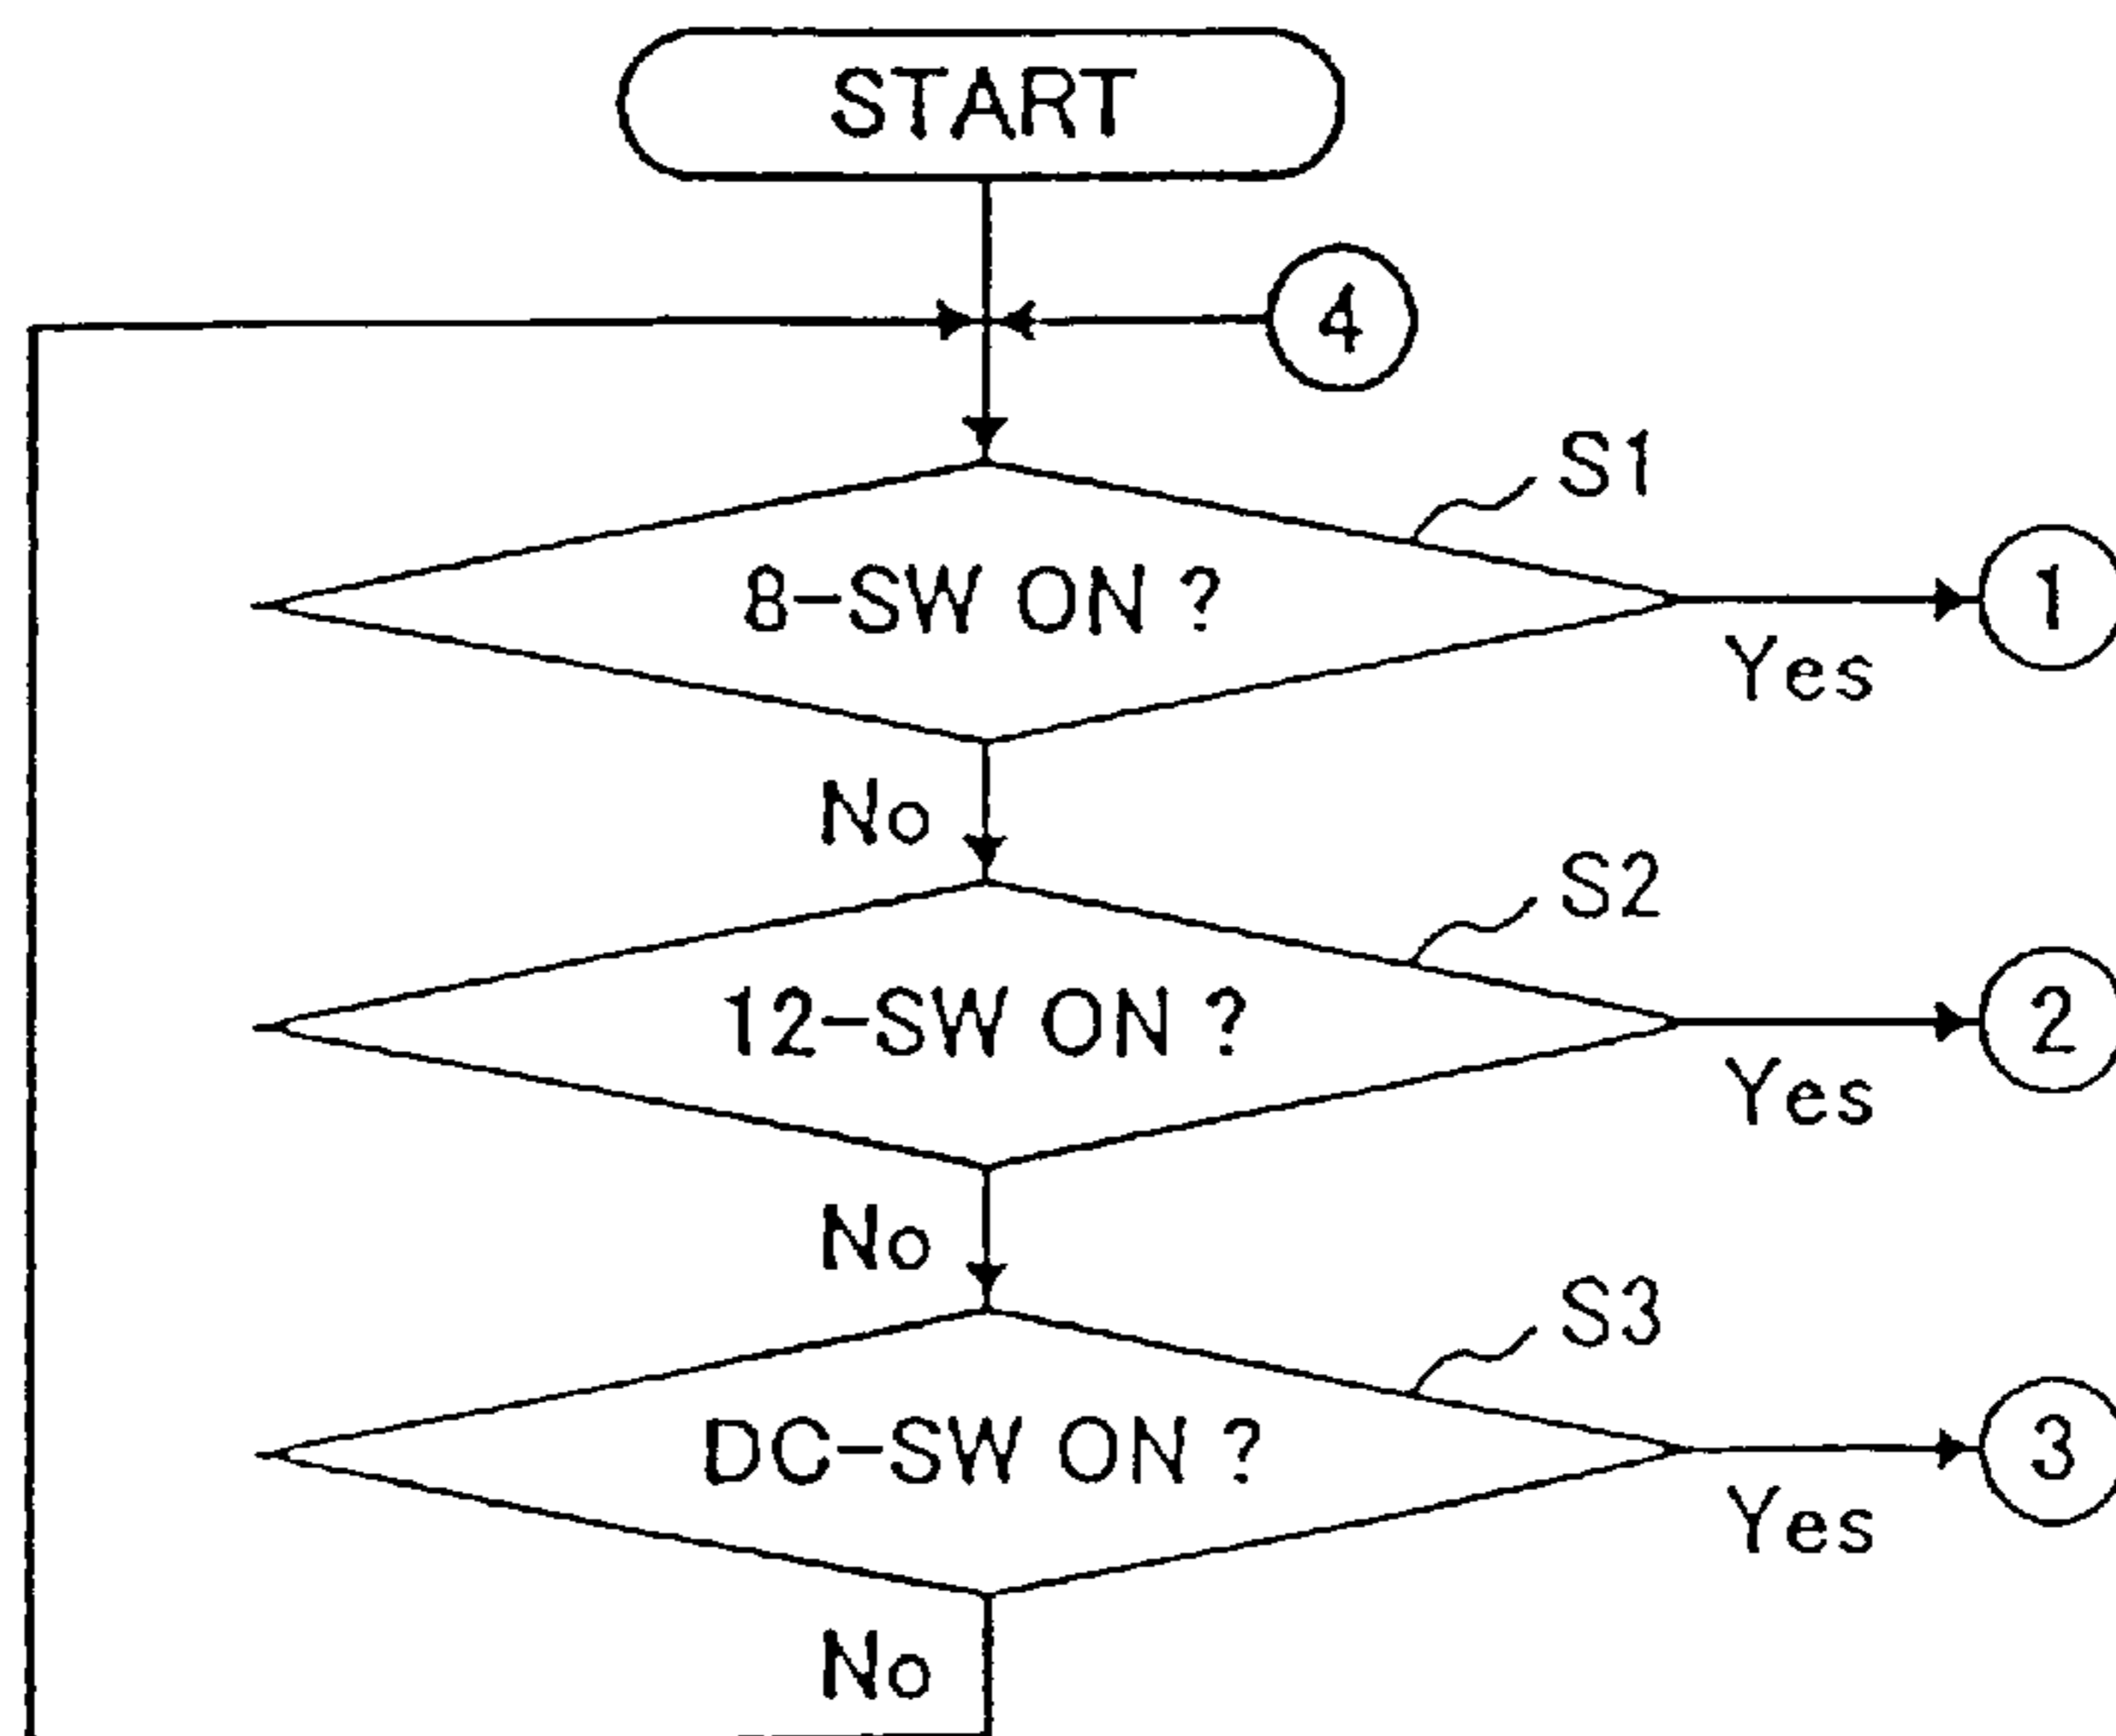 START
4
S1
8-SW ON ?
1
Yes
No
S2
12-SW ON ?
2
Yes
No
S3
DC-SW ON ?
3
Yes
No